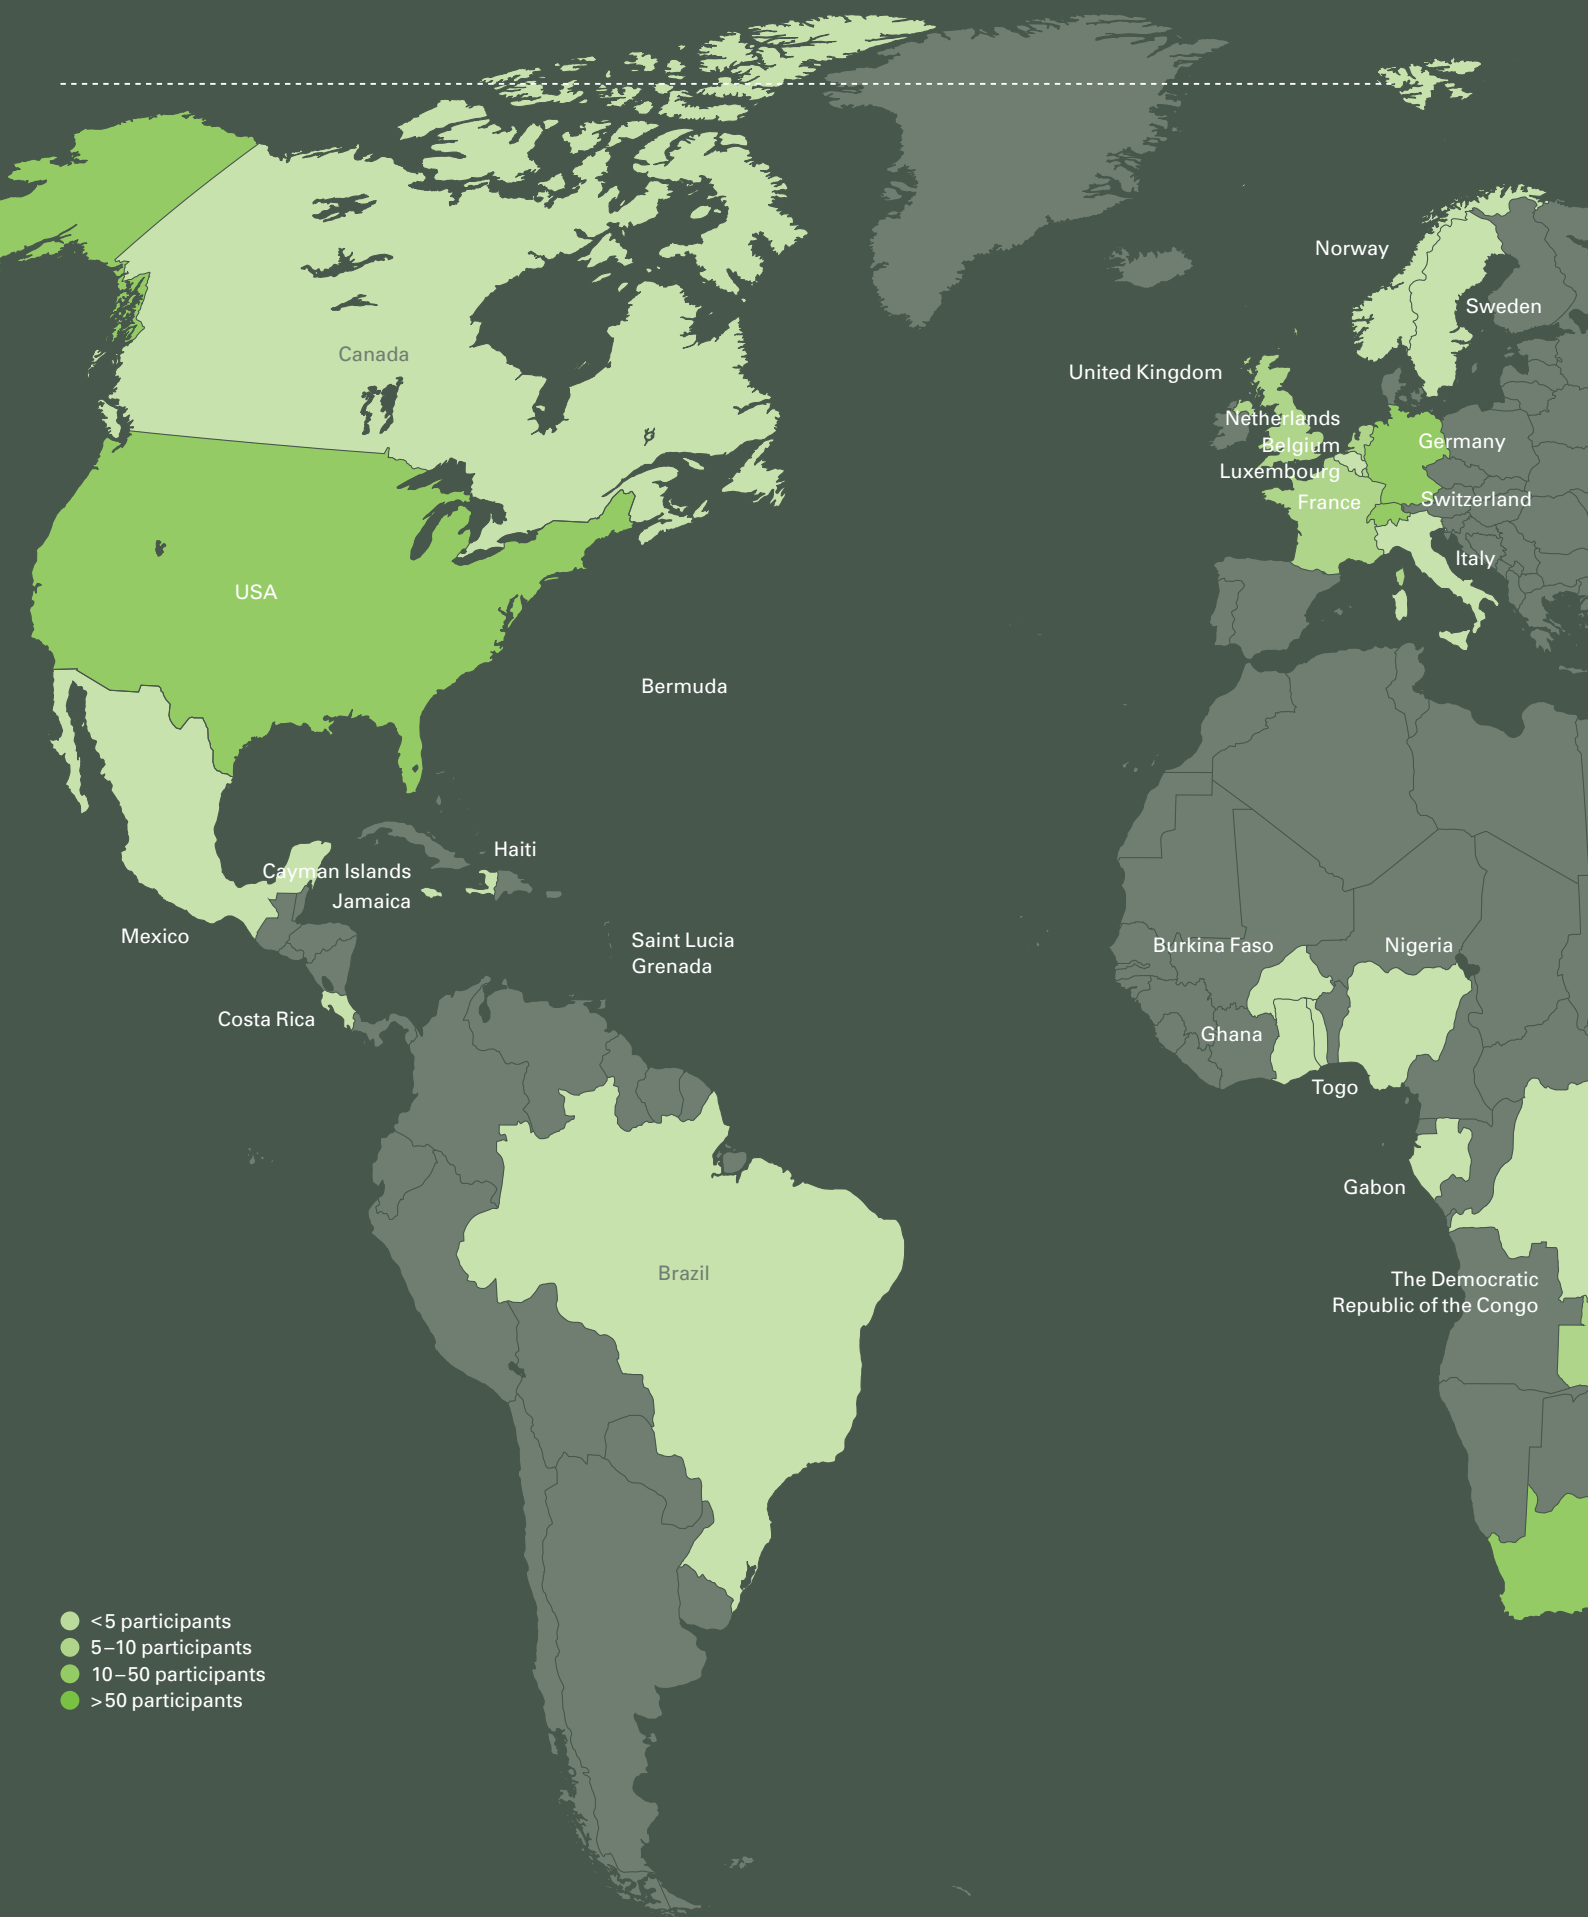 Norway
Sweden
Canada
United Kingdom
Netherlands
Belgium
Germany
Luxembourg
Switzerland
France
Italy
USA
Bermuda
Haiti
Cayman Islands
Jamaica
Mexico
Saint Lucia
Grenada
Burkina Faso
Nigeria
Costa Rica
Ghana
Togo
Gabon
Brazil
The Democratic
Republic of the Congo
<5 participants
5–10 participants
10–50 participants
>50 participants